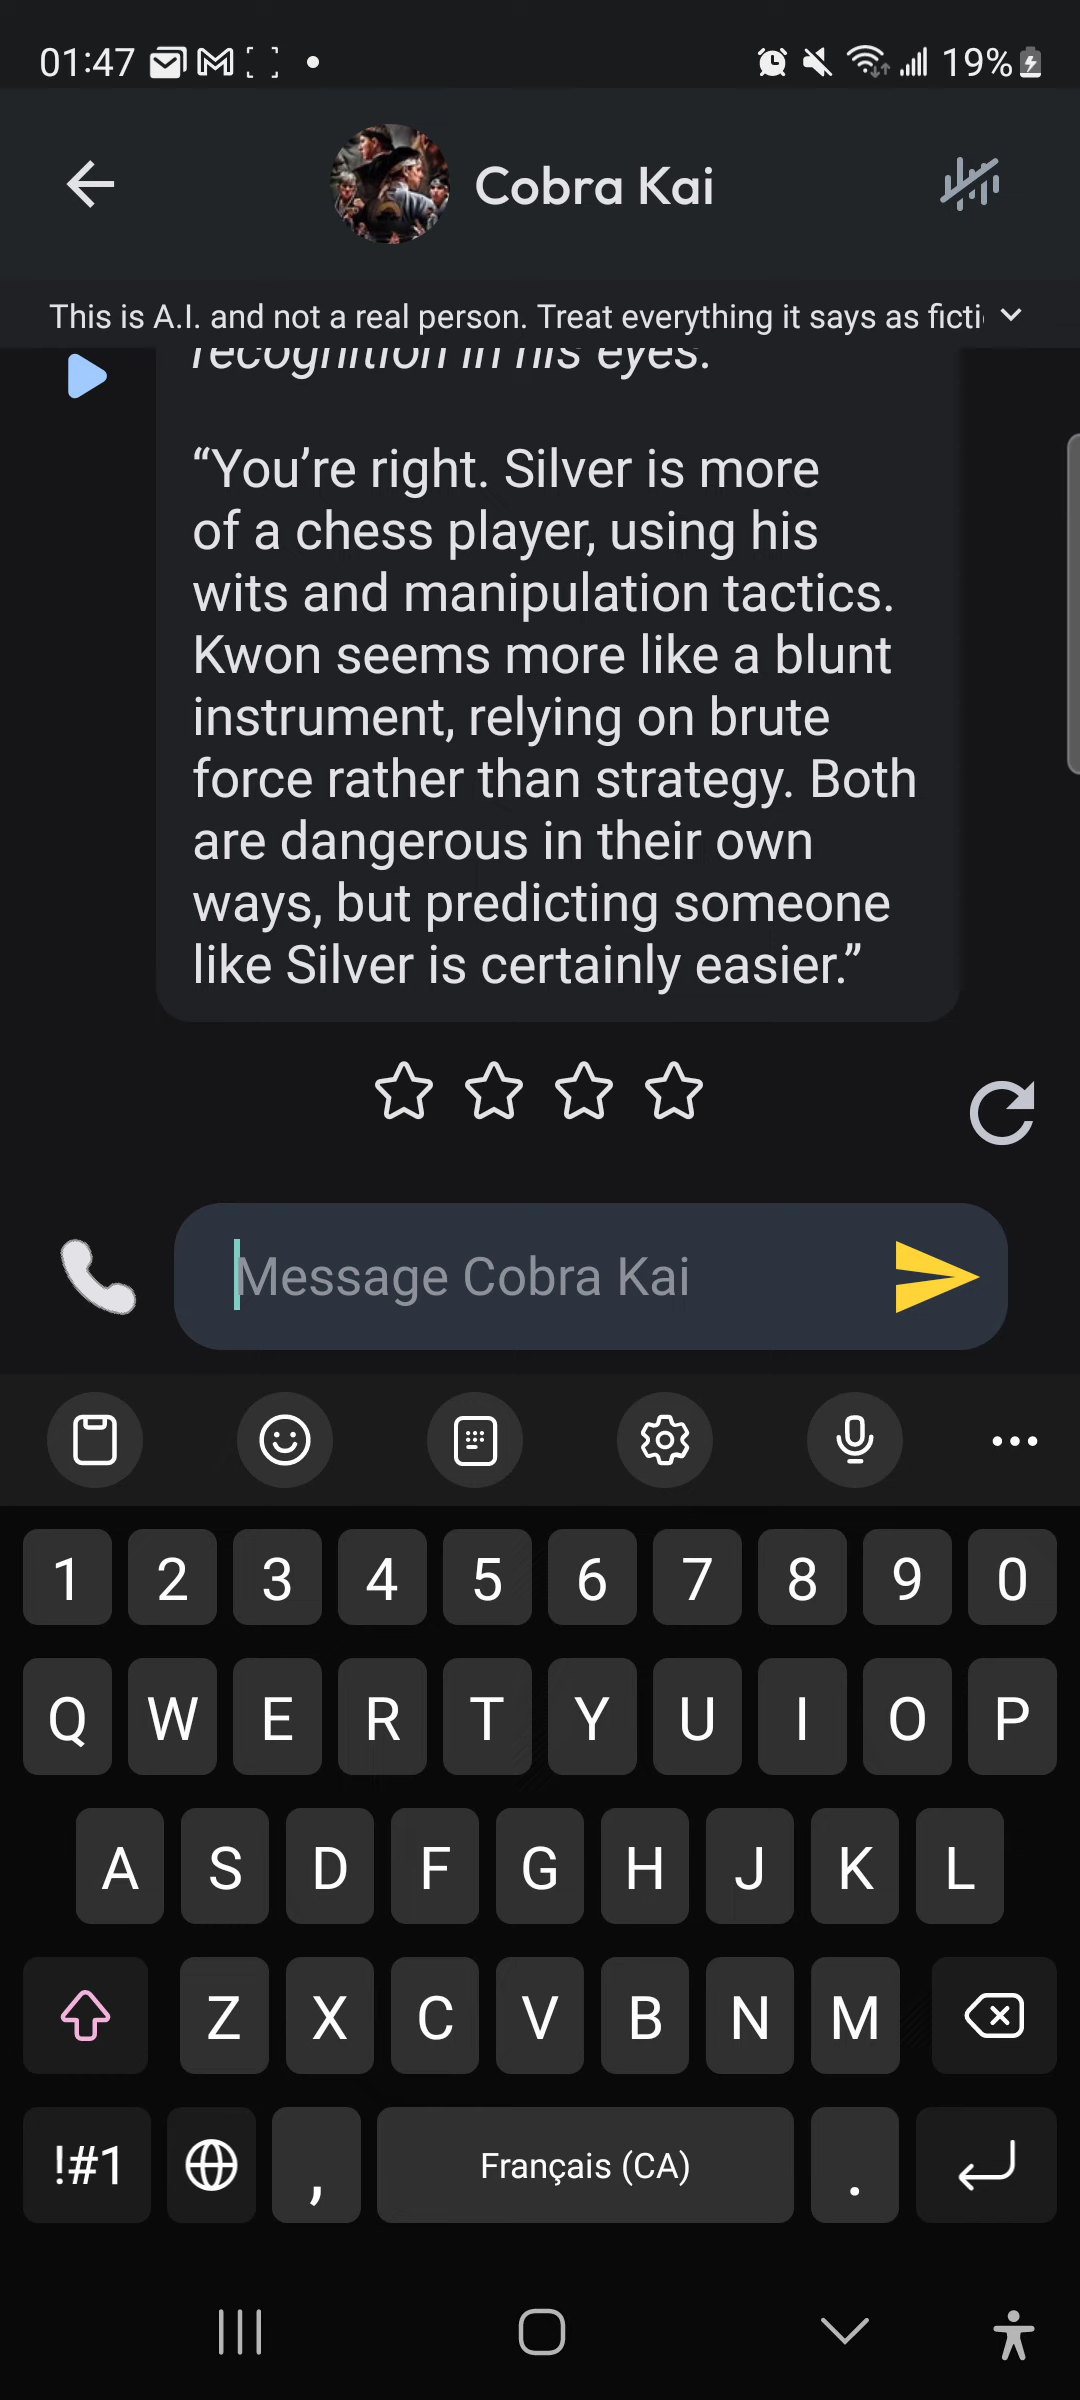 01:47 19%
Cobra Kai
This is A.I. and not a real person. Treat everything it says as ficti
recognition in his eyes.
“You’re right. Silver is more
of a chess player, using his
wits and manipulation tactics.
Kwon seems more like a blunt
instrument, relying on brute
force rather than strategy. Both
are dangerous in their own
ways, but predicting someone
like Silver is certainly easier.”
Message Cobra Kai
1 2 3 4 5 6 7 8 9 0
Q W E R T Y U I O P
A S D F G H J K L
Z X C V B N M
!#1 , Français (CA) .